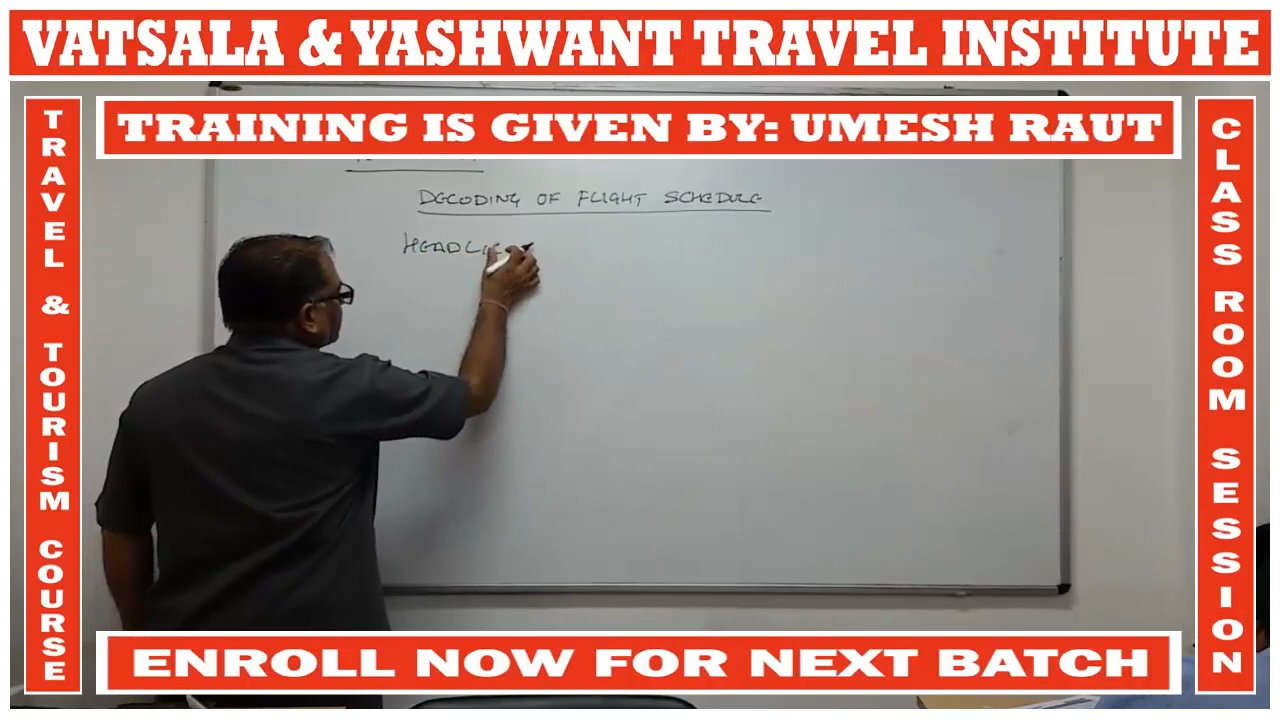 VATSALA & YASHWANT TRAVEL INSTITUTE
TRAINING IS GIVEN BY: UMESH RAUT
TRAVEL & TOURISM COURSE
CLASS ROOM SESSION
DECODING OF FLIGHT SCHEDULE
ENROLL NOW FOR NEXT BATCH